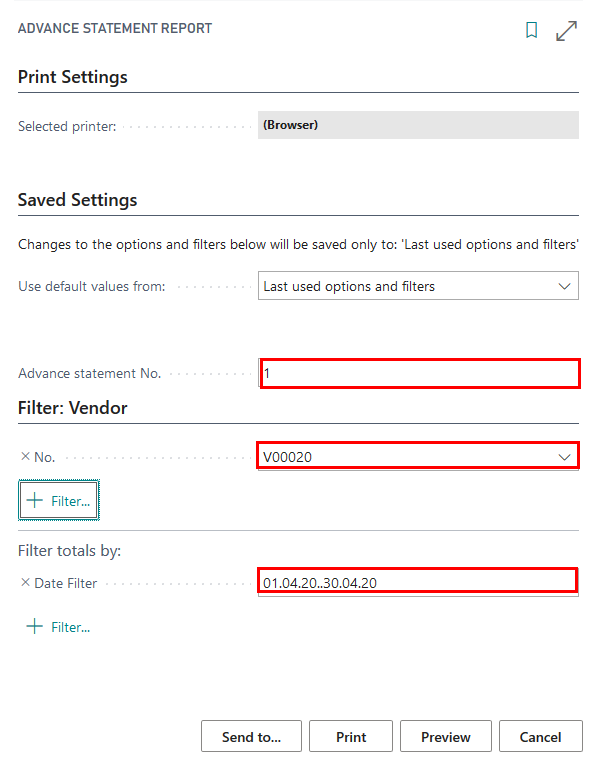 ADVANCE STATEMENT REPORT
Print Settings
Selected printer: (Browser)
Saved Settings
Changes to the options and filters below will be saved only to: 'Last used options and filters'
Use default values from: Last used options and filters
Advance statement No. 1
Filter: Vendor
× No. V00020
+ Filter...
Filter totals by:
× Date Filter 01.04.20..30.04.20
+ Filter...
Send to... Print Preview Cancel